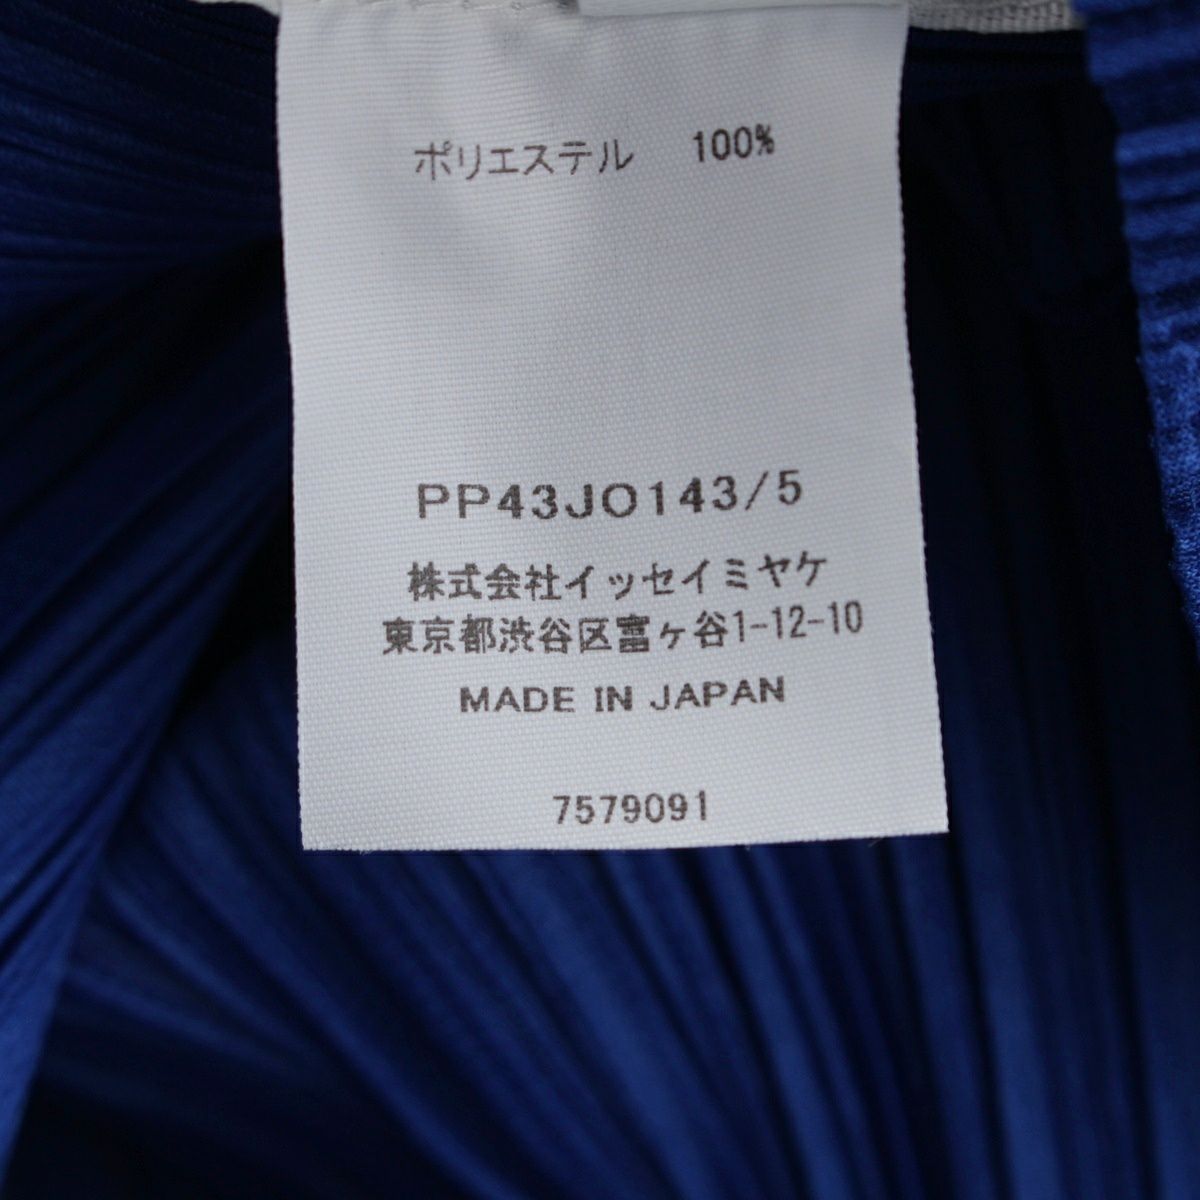 ポリエステル 100%
PP43JO143/5
株式会社イッセイミヤケ
東京都渋谷区富ヶ谷1-12-10
MADE IN JAPAN
7579091